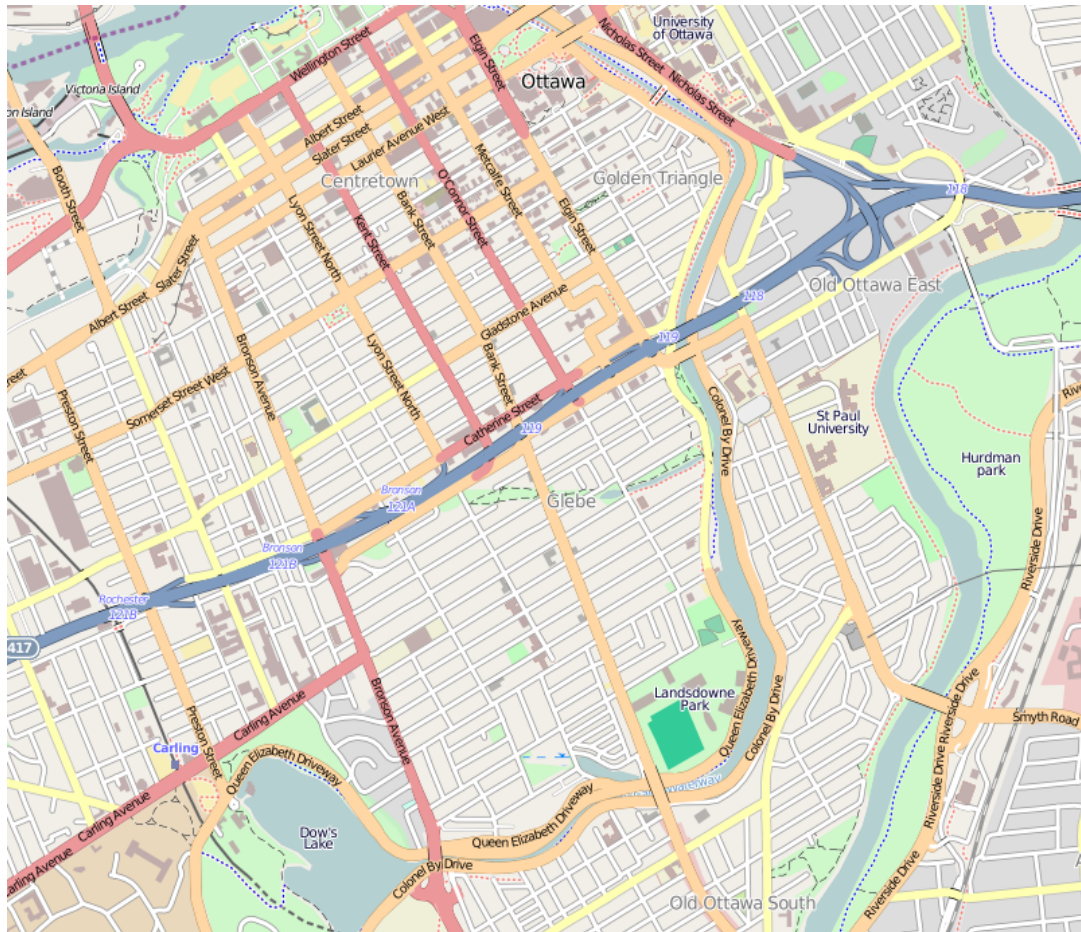 University
of Ottawa
Elgin Street
Nicholas Street
Nicholas Street
Wellington Street
Ottawa
Victoria Island
on Island
Albert Street
Slater Street
Laurier Avenue West
Booth Street
Centretown
Golden Triangle
Metcalfe Street
O'Connor Street
118
Lyon Street North
Kent Street
Bank Street
Elgin Street
Slater Street
Albert Street
Old Ottawa East
118
Gladstone Avenue
119
Bronson Avenue
Bank Street
Street
Somerset Street West
Lyon Street North
Preston Street
Colonel By Drive
Catherine Street
St Paul
University
119
Hurdman
park
Bronson
121A
Glebe
Riverside Drive
Bronson
121B
Rochester
121B
417
Queen Elizabeth Driveway
Landsdowne
Park
Bronson Avenue
Carling Avenue
Preston Street
Colonel By Drive
Riverside Drive
Smyth Road
Carling
Queen Elizabeth Driveway
Riverside Drive
Carling Avenue
Queen Elizabeth Driveway
Dow's
Lake
Colonel By Drive
Carling Avenue
Riverside Drive
Old Ottawa South